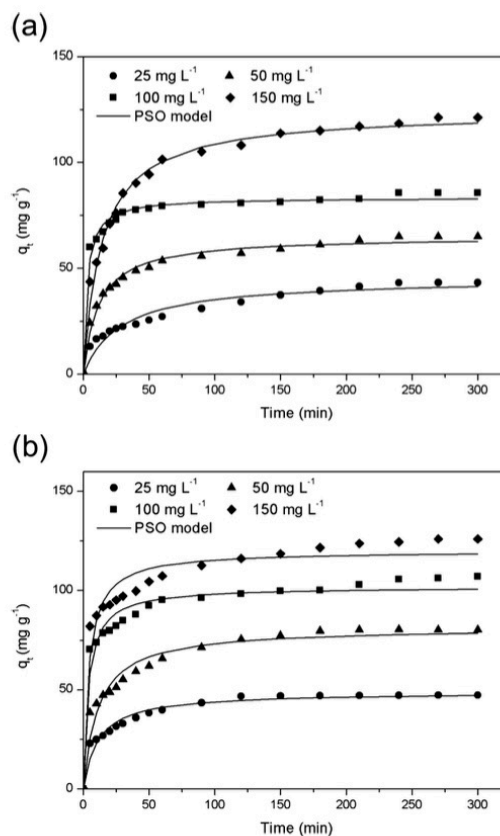 (a)
150
100
50
0
25 mg L⁻¹
50 mg L⁻¹
100 mg L⁻¹
150 mg L⁻¹
PSO model
qₜ (mg g⁻¹)
0 50 100 150 200 250 300
Time (min)
(b)
150
100
50
0
25 mg L⁻¹
50 mg L⁻¹
100 mg L⁻¹
150 mg L⁻¹
PSO model
qₜ (mg g⁻¹)
0 50 100 150 200 250 300
Time (min)